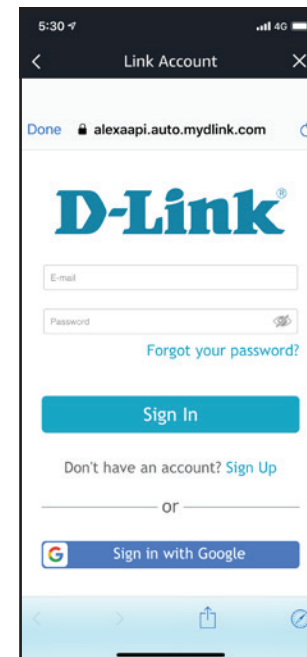 5:30 4G
Link Account
Done alexaapi.auto.mydlink.com
D-Link®
E-mail
Password
Forgot your password?
Sign In
Don't have an account? Sign Up
or
G Sign in with Google